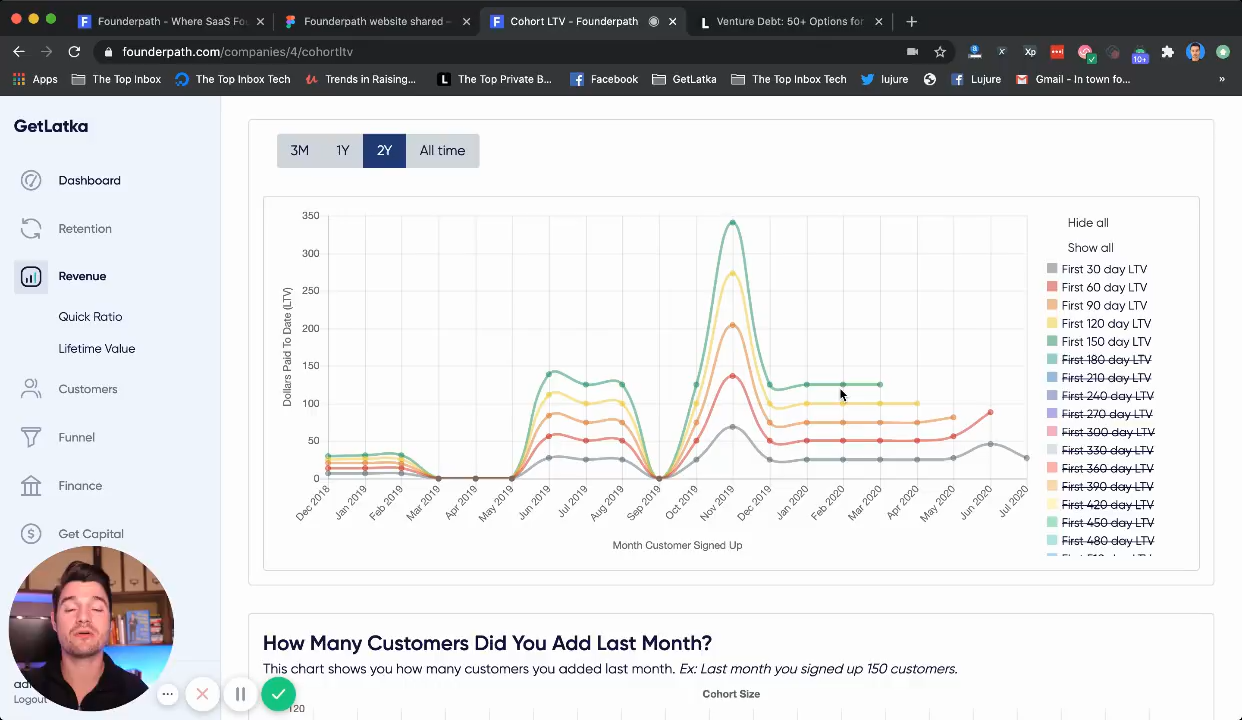 Founderpath - Where SaaS Fou
Founderpath website shared –
Cohort LTV - Founderpath
Venture Debt: 50+ Options for
founderpath.com/companies/4/cohortltv
Apps
The Top Inbox
The Top Inbox Tech
Trends in Raising...
The Top Private B...
Facebook
GetLatka
The Top Inbox Tech
lujure
Lujure
Gmail - In town fo...
»
GetLatka
Dashboard
Retention
Revenue
Quick Ratio
Lifetime Value
Customers
Funnel
Finance
Get Capital
Logout
3M
1Y
2Y
All time
350
300
250
200
150
100
50
0
Dollars Paid To Date (LTV)
Dec 2018
Jan 2019
Feb 2019
Mar 2019
Apr 2019
May 2019
Jun 2019
Jul 2019
Aug 2019
Sep 2019
Oct 2019
Nov 2019
Dec 2019
Jan 2020
Feb 2020
Mar 2020
Apr 2020
May 2020
Jun 2020
Jul 2020
Month Customer Signed Up
Hide all
Show all
First 30 day LTV
First 60 day LTV
First 90 day LTV
First 120 day LTV
First 150 day LTV
First 180 day LTV
First 210 day LTV
First 240 day LTV
First 270 day LTV
First 300 day LTV
First 330 day LTV
First 360 day LTV
First 390 day LTV
First 420 day LTV
First 450 day LTV
First 480 day LTV
How Many Customers Did You Add Last Month?
This chart shows you how many customers you added last month. Ex: Last month you signed up 150 customers.
Cohort Size
120